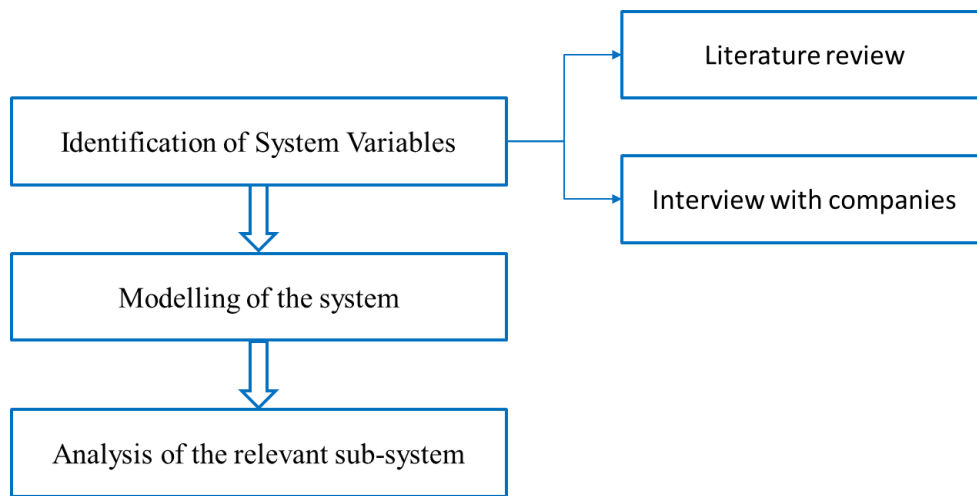 Literature review
Identification of System Variables
Interview with companies
Modelling of the system
Analysis of the relevant sub-system